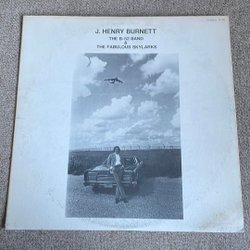 J. HENRY BURNETT
THE B-52 BAND
&
THE FABULOUS SKYLARKS